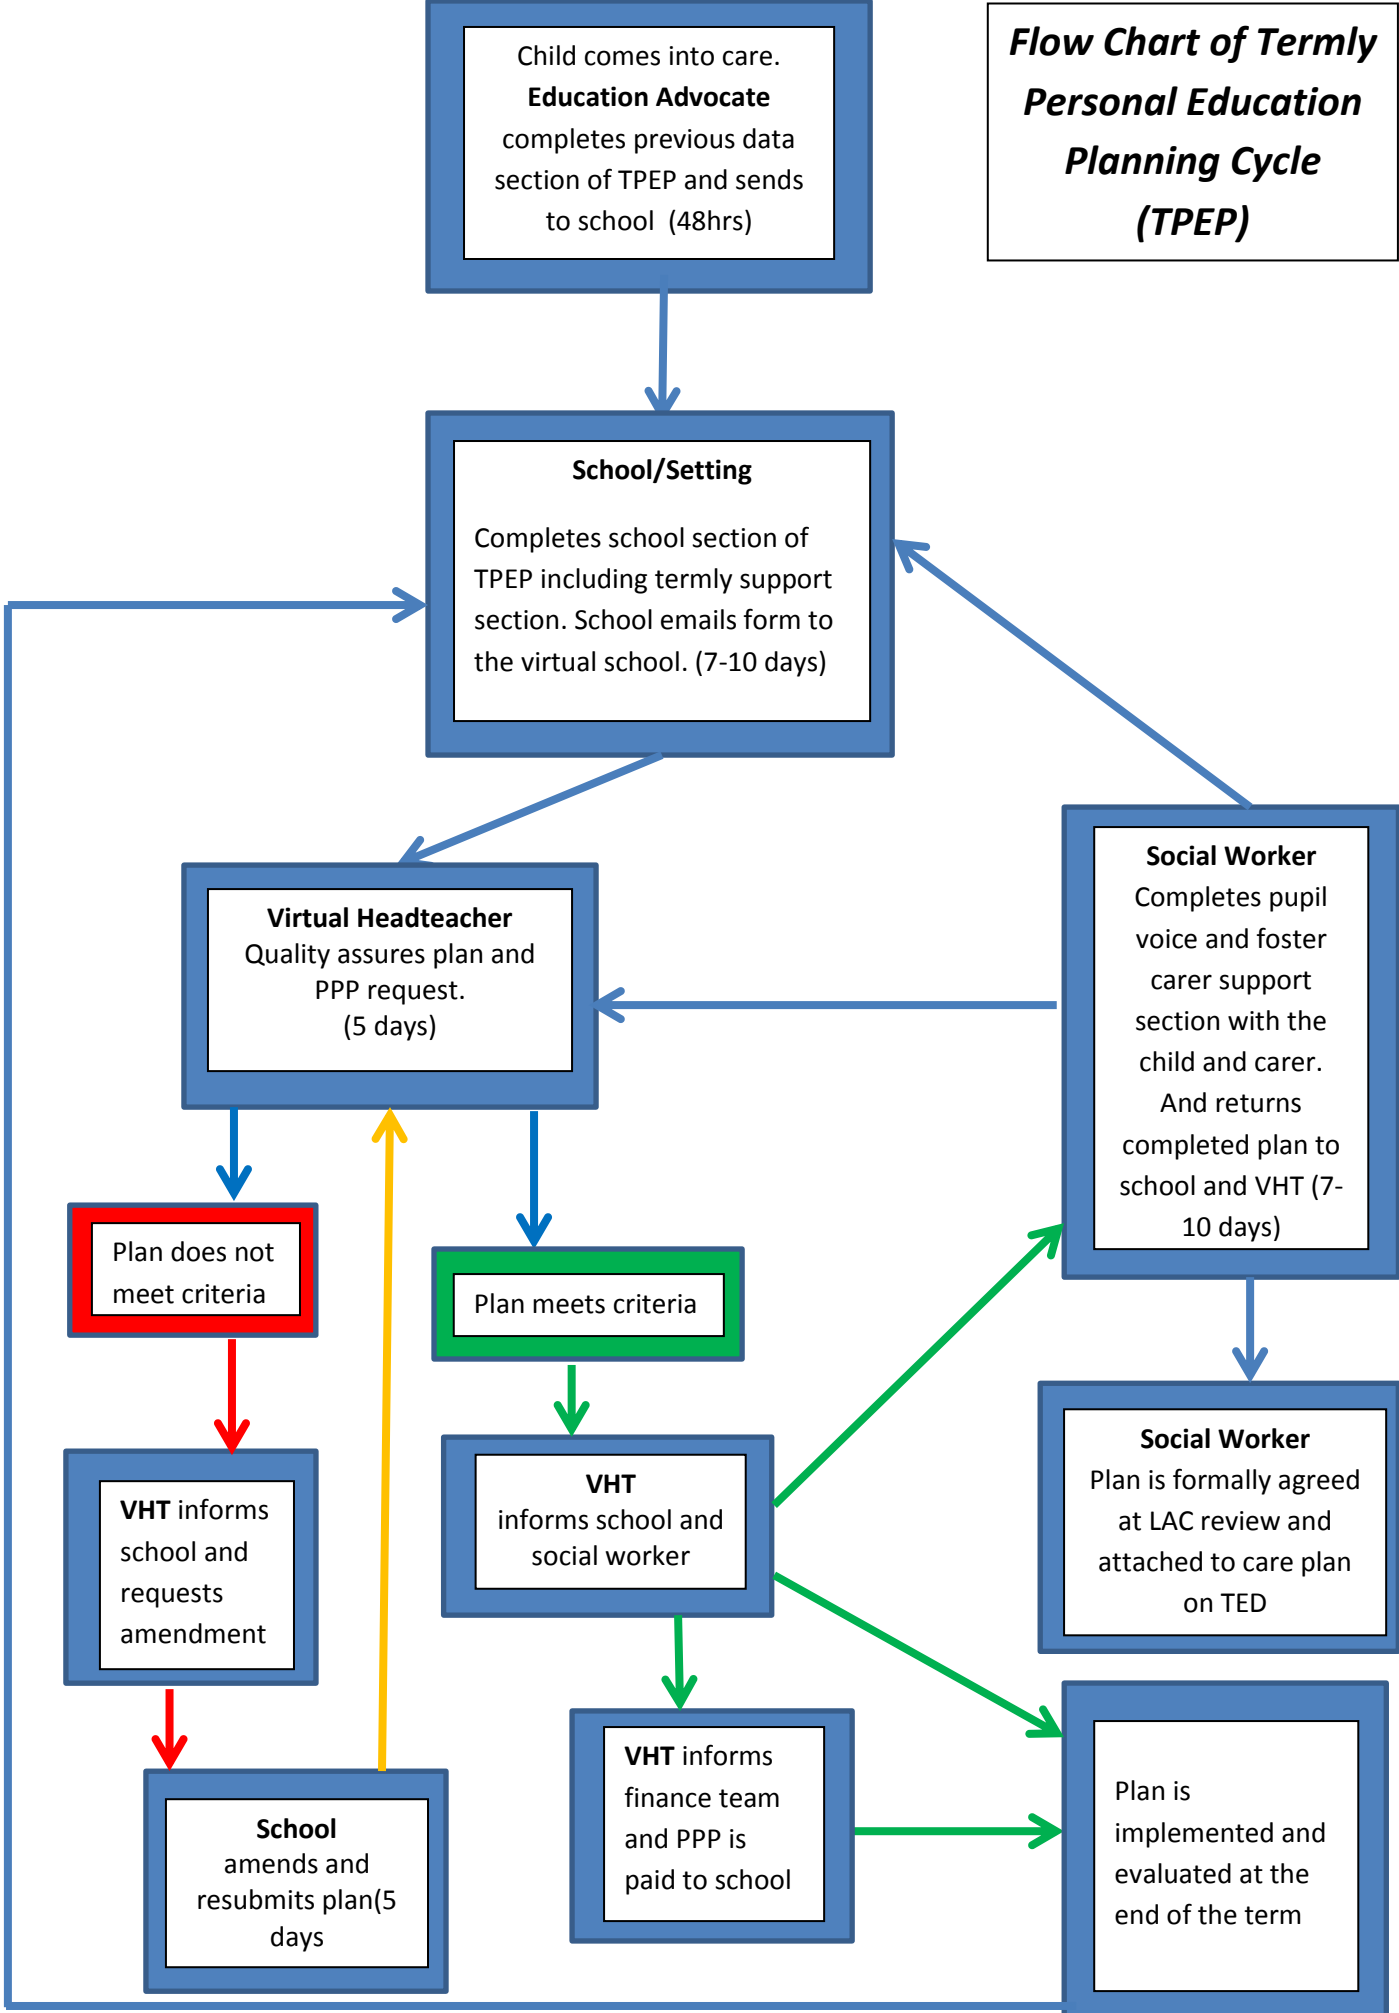 Flow Chart of Termly
Personal Education
Planning Cycle
(TPEP)
Child comes into care.
Education Advocate
completes previous data
section of TPEP and sends
to school (48hrs)
School/Setting
Completes school section of
TPEP including termly support
section. School emails form to
the virtual school. (7-10 days)
Virtual Headteacher
Quality assures plan and
PPP request.
(5 days)
Social Worker
Completes pupil
voice and foster
carer support
section with the
child and carer.
And returns
completed plan to
school and VHT (7-
10 days)
Plan does not
meet criteria
Plan meets criteria
VHT informs
school and
requests
amendment
VHT
informs school and
social worker
Social Worker
Plan is formally agreed
at LAC review and
attached to care plan
on TED
School
amends and
resubmits plan(5
days
VHT informs
finance team
and PPP is
paid to school
Plan is
implemented and
evaluated at the
end of the term